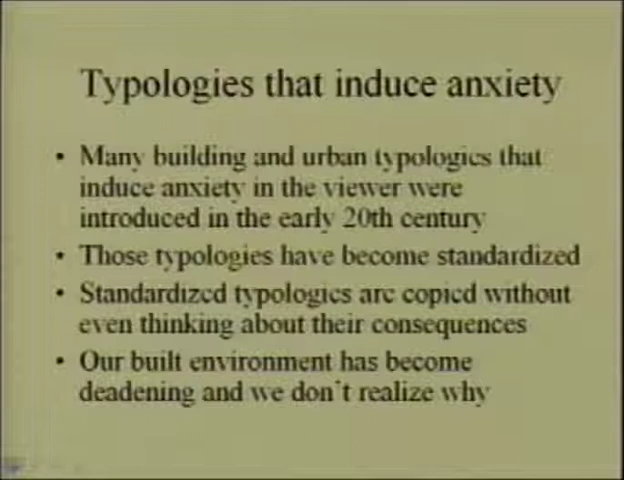 Typologies that induce anxiety
• Many building and urban typologies that
induce anxiety in the viewer were
introduced in the early 20th century
• Those typologies have become standardized
• Standardized typologies are copied without
even thinking about their consequences
• Our built environment has become
deadening and we don't realize why